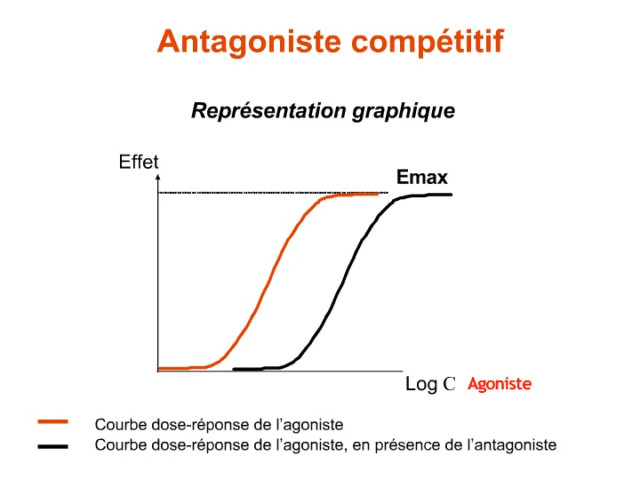 Antagoniste compétitif
Représentation graphique
Effet
Emax
Log C Agoniste
Courbe dose-réponse de l’agoniste
Courbe dose-réponse de l’agoniste, en présence de l’antagoniste